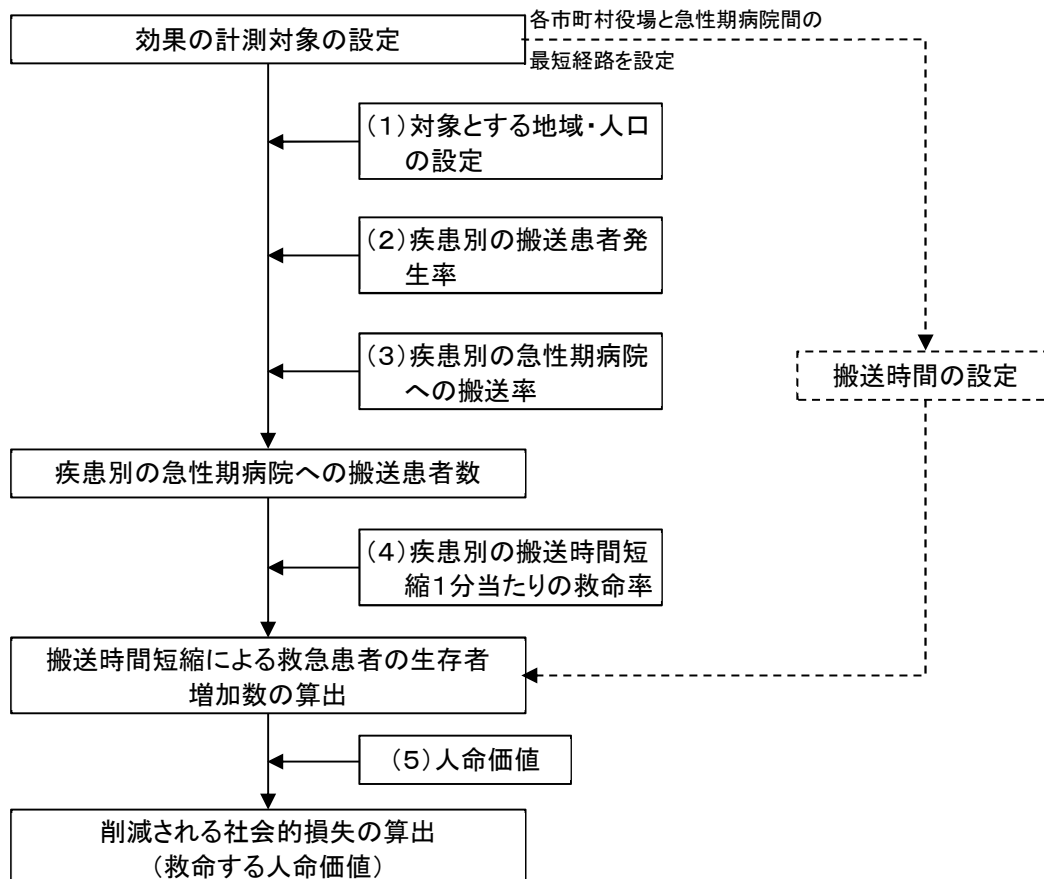 効果の計測対象の設定
各市町村役場と急性期病院間の
最短経路を設定
(1)対象とする地域・人口
の設定
(2)疾患別の搬送患者発
生率
(3)疾患別の急性期病院
への搬送率
搬送時間の設定
疾患別の急性期病院への搬送患者数
(4)疾患別の搬送時間短
縮1分当たりの救命率
搬送時間短縮による救急患者の生存者
増加数の算出
(5)人命価値
削減される社会的損失の算出
(救命する人命価値)